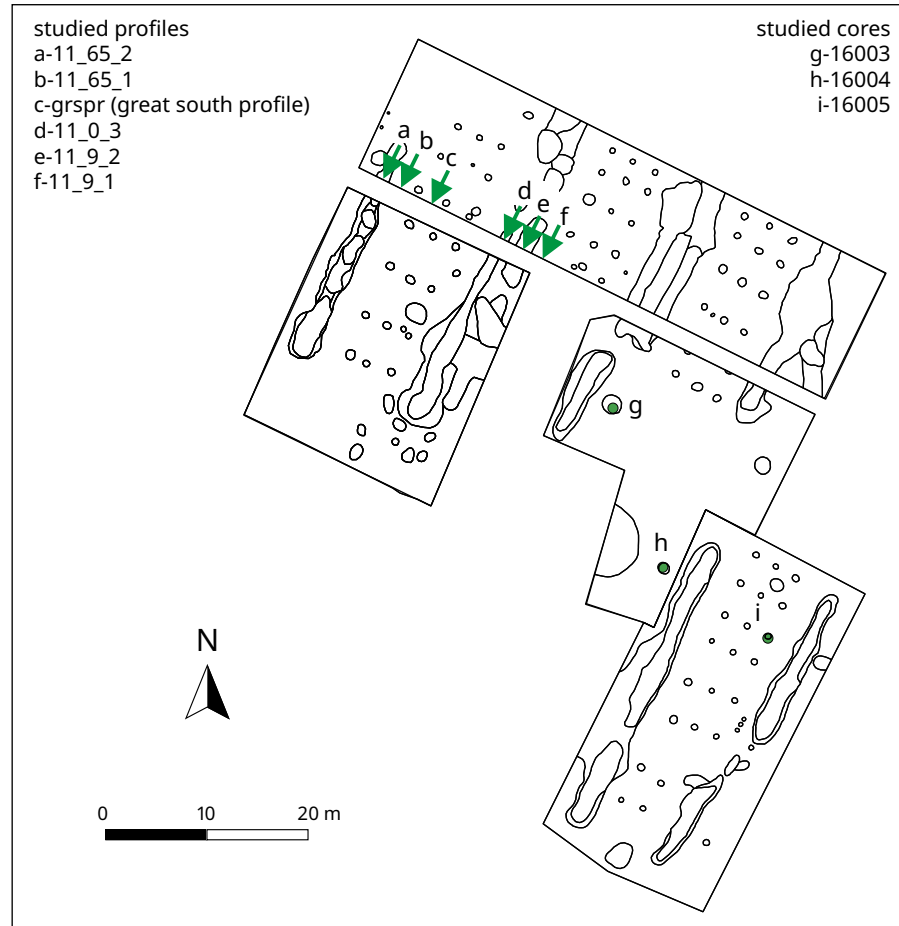 studied profiles
a-11_65_2
b-11_65_1
c-grspr (great south profile)
d-11_0_3
e-11_9_2
f-11_9_1
studied cores
g-16003
h-16004
i-16005
a
b
c
d
e
f
g
h
i
N
0 10 20 m